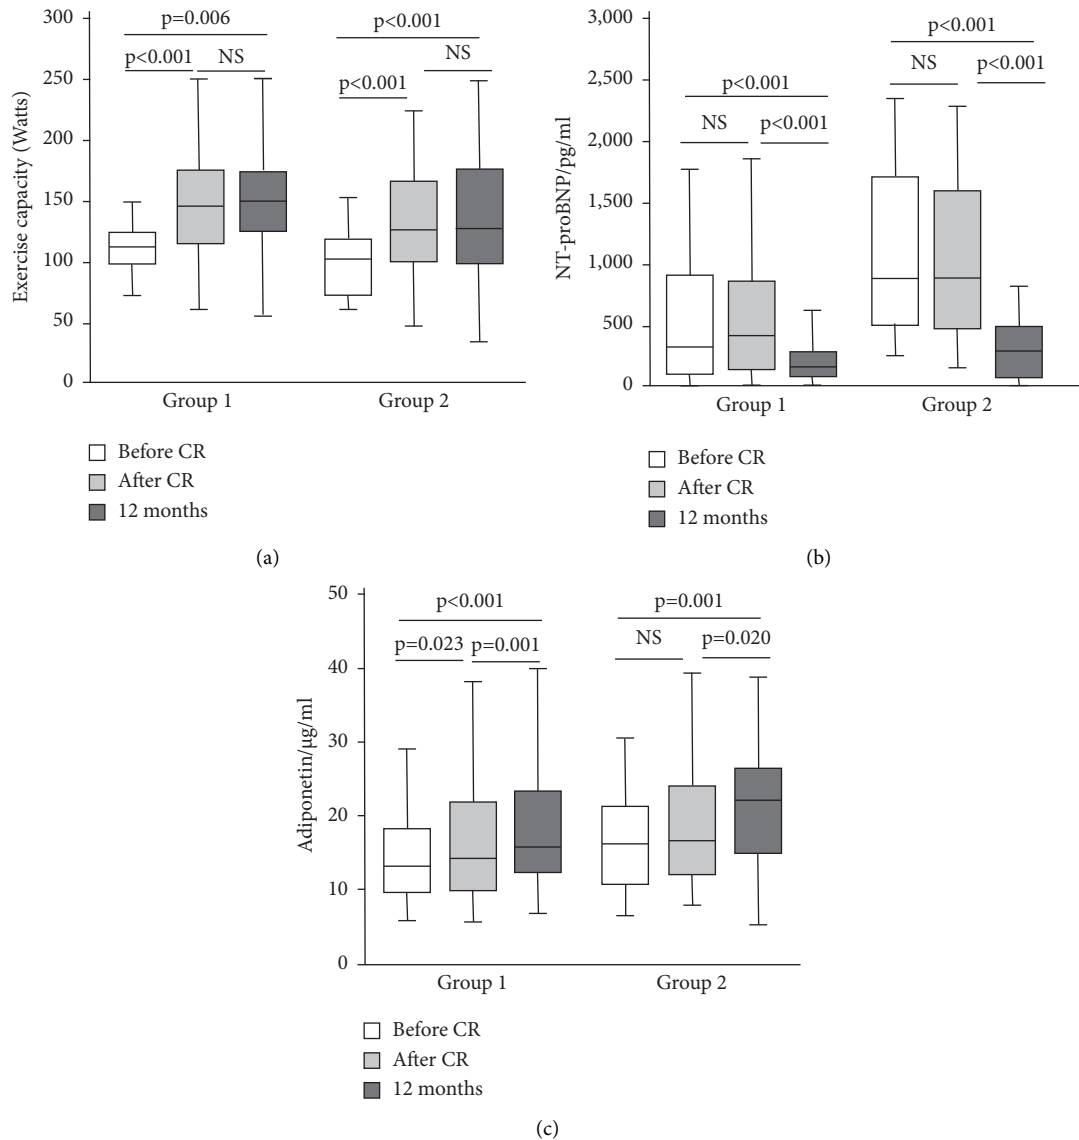 300
250
200
150
100
50
0
Exercise capacity (Watts)
p=0.006
p<0.001
NS
p<0.001
NS
p<0.001
Group 1
Group 2
Before CR
After CR
12 months
(a)
3,000
2,500
2,000
1,500
1,000
500
0
NT-proBNP/pg/ml
p<0.001
NS
p<0.001
p<0.001
NS
p<0.001
Group 1
Group 2
Before CR
After CR
12 months
(b)
50
40
30
20
10
0
Adiponetin/μg/ml
p<0.001
p=0.023
p=0.001
p=0.001
NS
p=0.020
Group 1
Group 2
Before CR
After CR
12 months
(c)